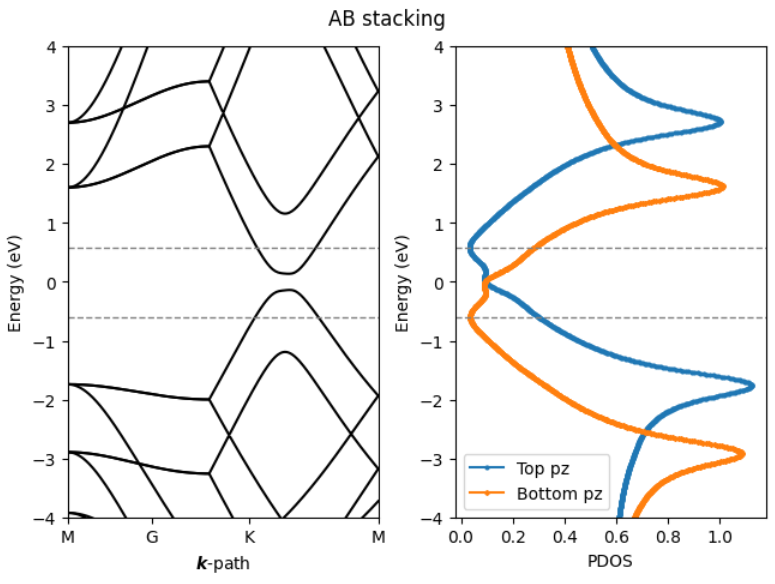 AB stacking
4
3
2
1
0
−1
−2
−3
−4
Energy (eV)
M
G
K
M
k-path
4
3
2
1
0
−1
−2
−3
−4
Energy (eV)
Top pz
Bottom pz
0.0
0.2
0.4
0.6
0.8
1.0
PDOS